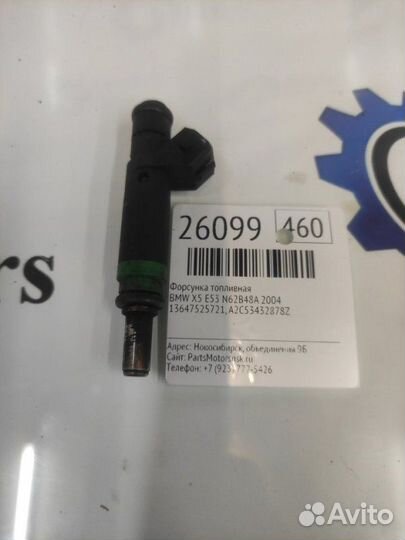 26099 460
Форсунка топливная
BMW X5 E53 N62B48A 2004
13647525721, A2C53432878Z
Адрес: Новосибирск, объединения 9Б
Сайт: PartsMotorsnsk.ru
Телефон: +7 (923) 777-5426
rs
Avito